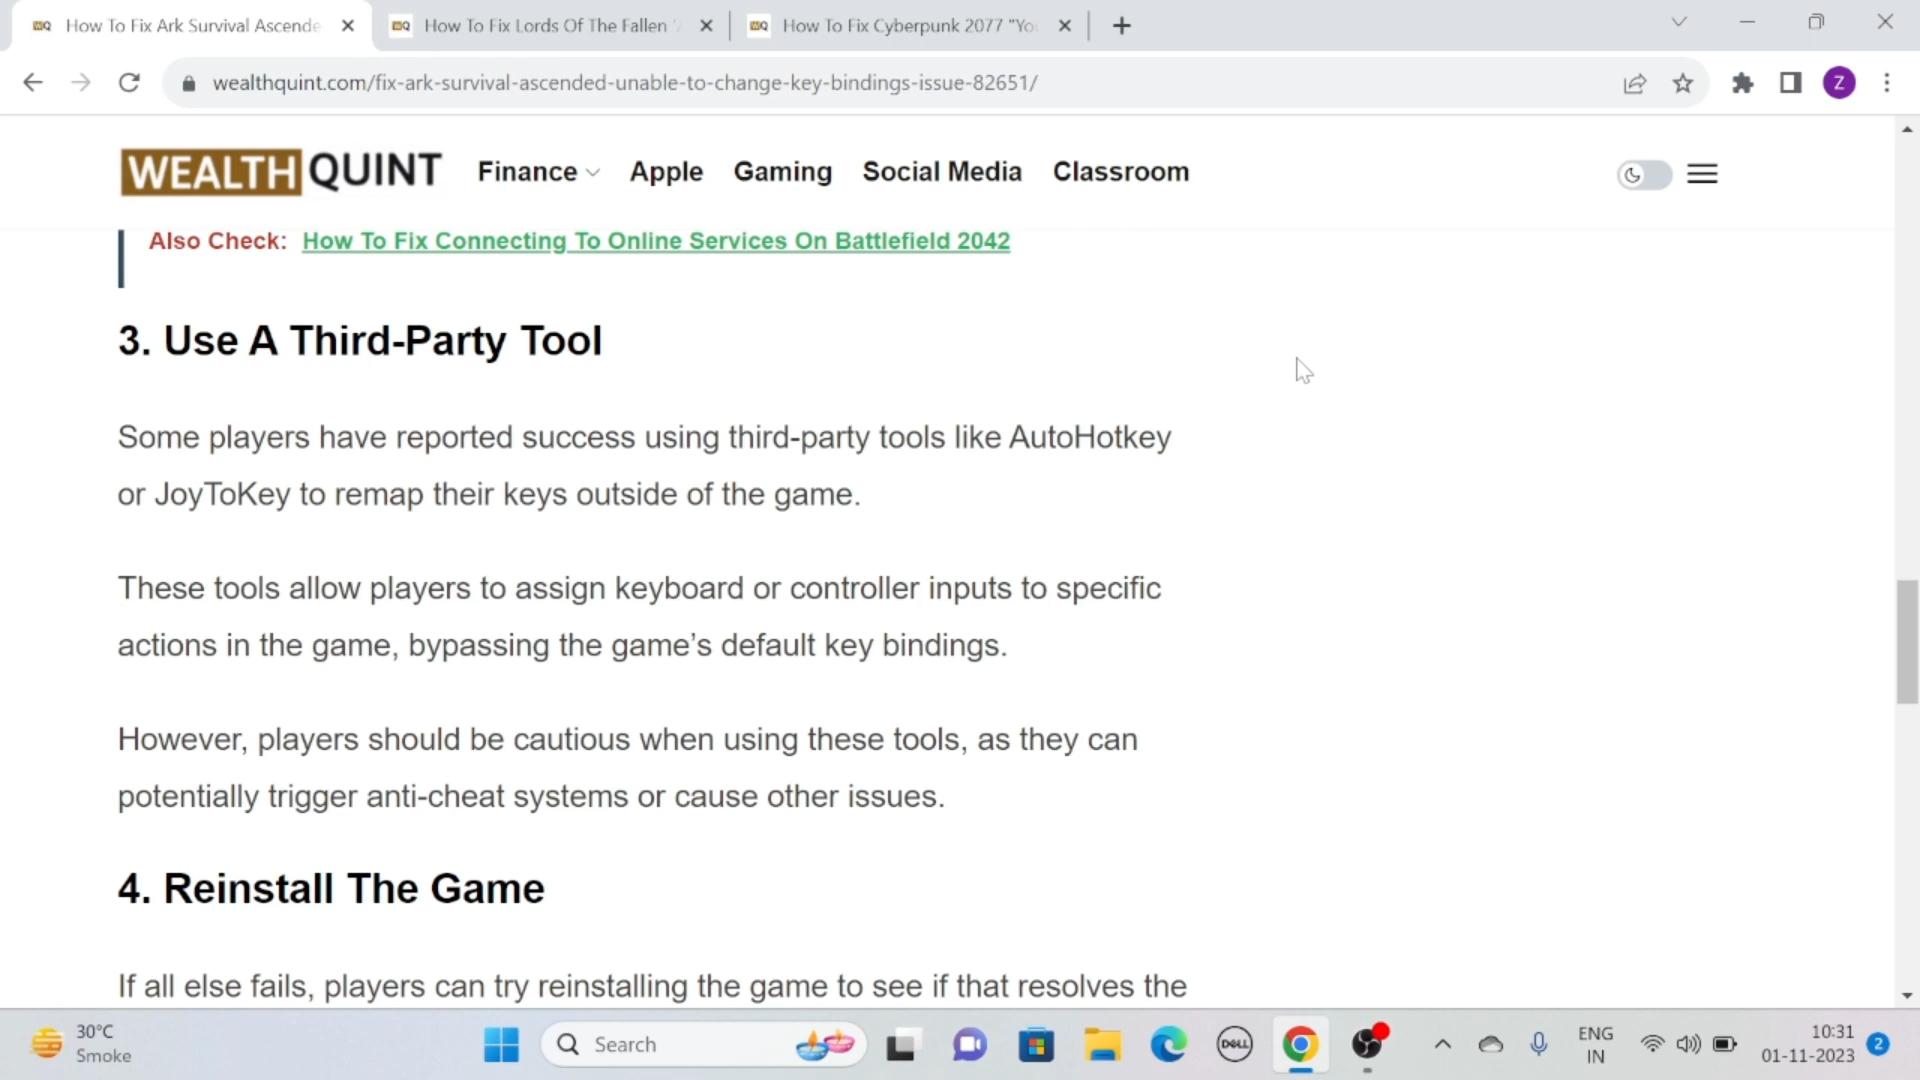 How To Fix Ark Survival Ascende
How To Fix Lords Of The Fallen
How To Fix Cyberpunk 2077 "Yo
wealthquint.com/fix-ark-survival-ascended-unable-to-change-key-bindings-issue-82651/
Z
WEALTH QUINT
Finance
Apple
Gaming
Social Media
Classroom
Also Check: How To Fix Connecting To Online Services On Battlefield 2042
3. Use A Third-Party Tool
Some players have reported success using third-party tools like AutoHotkey
or JoyToKey to remap their keys outside of the game.
These tools allow players to assign keyboard or controller inputs to specific
actions in the game, bypassing the game’s default key bindings.
However, players should be cautious when using these tools, as they can
potentially trigger anti-cheat systems or cause other issues.
4. Reinstall The Game
If all else fails, players can try reinstalling the game to see if that resolves the
30°C
Smoke
Search
DELL
ENG
IN
10:31
01-11-2023
2